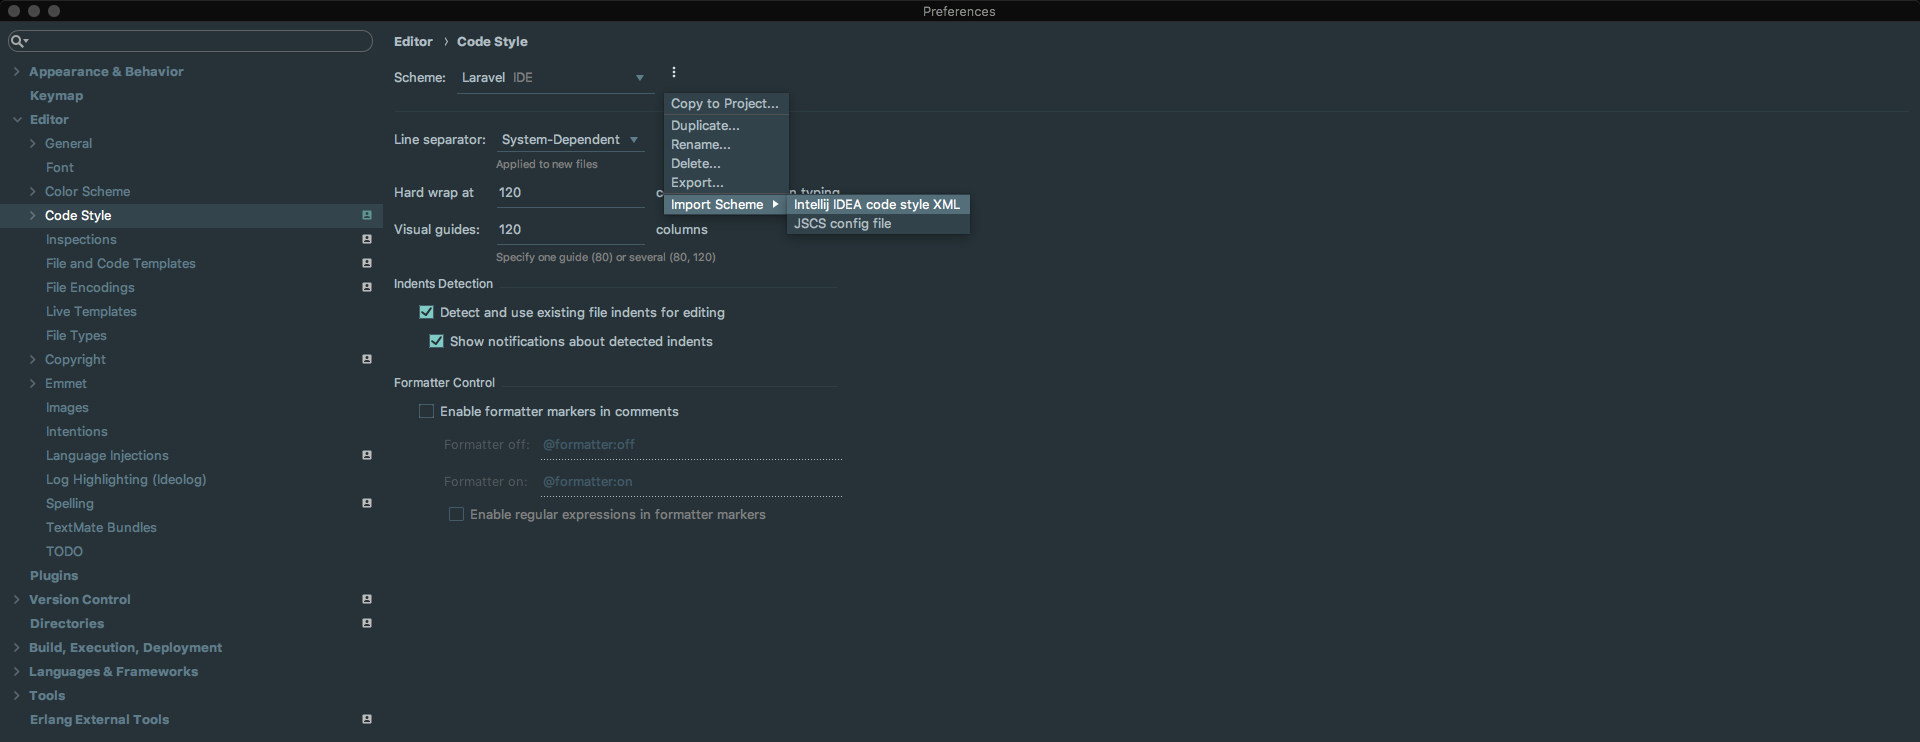 Preferences
Appearance & Behavior
Keymap
Editor
General
Font
Color Scheme
Code Style
Inspections
File and Code Templates
File Encodings
Live Templates
File Types
Copyright
Emmet
Images
Intentions
Language Injections
Log Highlighting (Ideolog)
Spelling
TextMate Bundles
TODO
Plugins
Version Control
Directories
Build, Execution, Deployment
Languages & Frameworks
Tools
Erlang External Tools
Editor › Code Style
Scheme: Laravel IDE
Copy to Project...
Duplicate...
Rename...
Delete...
Export...
Import Scheme
Intellij IDEA code style XML
JSCS config file
Line separator: System-Dependent
Applied to new files
Hard wrap at 120 typing
Visual guides: 120 columns
Specify one guide (80) or several (80, 120)
Indents Detection
Detect and use existing file indents for editing
Show notifications about detected indents
Formatter Control
Enable formatter markers in comments
Formatter off: @formatter:off
Formatter on: @formatter:on
Enable regular expressions in formatter markers